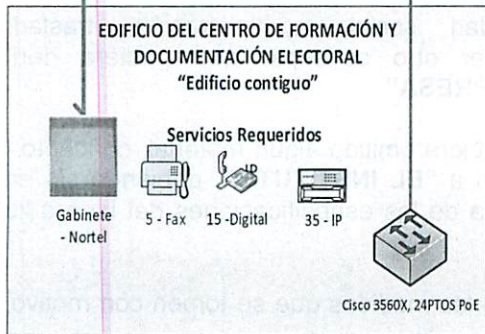 EDIFICIO DEL CENTRO DE FORMACIÓN Y
DOCUMENTACIÓN ELECTORAL
“Edificio contiguo”
Servicios Requeridos
Gabinete
- Nortel
5 - Fax
15 -Digital
35 - IP
Cisco 3560X, 24PTOS PoE